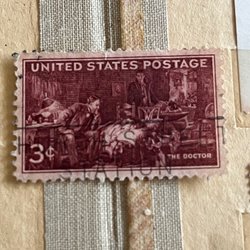 UNITED STATES POSTAGE
3¢
THE DOCTOR